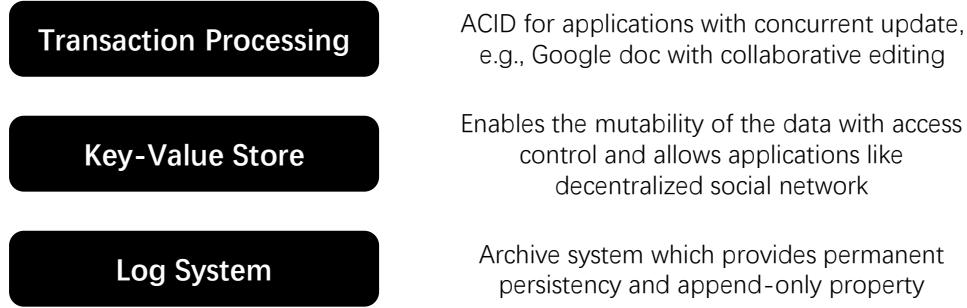 Transaction Processing
ACID for applications with concurrent update,
e.g., Google doc with collaborative editing
Key-Value Store
Enables the mutability of the data with access
control and allows applications like
decentralized social network
Log System
Archive system which provides permanent
persistency and append-only property